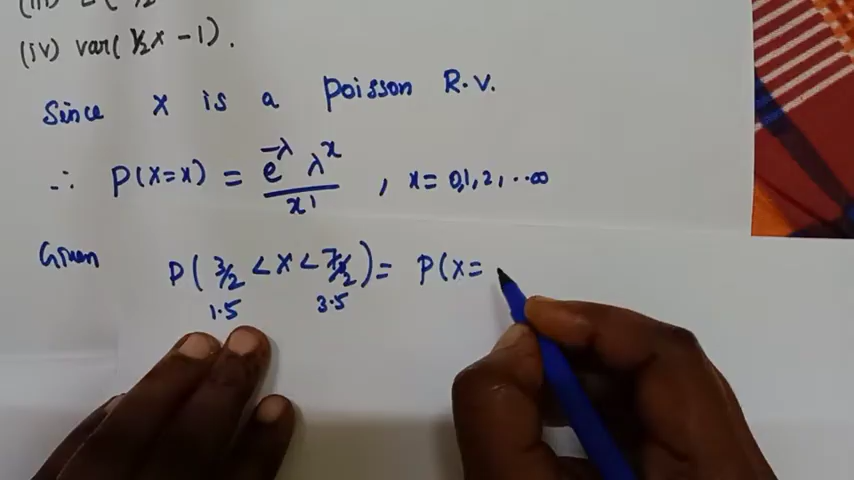 (iii)
(iv) var(1/2x - 1).
Since x is a poisson R.V.
∴ P(X=x) = e^-λ λ^x / x! , x = 0,1,2,...∞
Given P(3/2 < X < 7/2) = P(X=
1.5 3.5